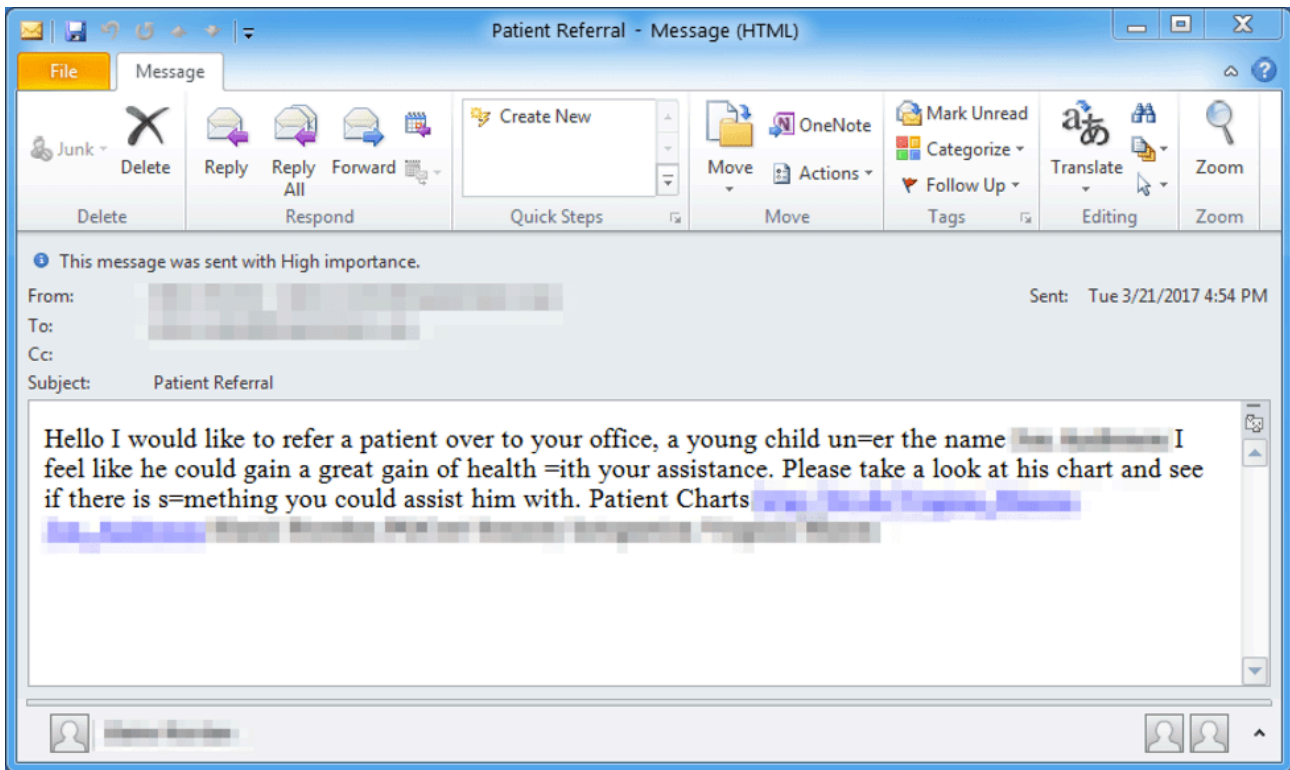 Patient Referral - Message (HTML)
File Message
Junk Delete Reply Reply All Forward Create New Move OneNote Actions Mark Unread Categorize Follow Up Translate Zoom
Delete Respond Quick Steps Move Tags Editing Zoom
This message was sent with High importance.
From: Sent: Tue 3/21/2017 4:54 PM
To:
Cc:
Subject: Patient Referral
Hello I would like to refer a patient over to your office, a young child un=er the name I
feel like he could gain a great gain of health =ith your assistance. Please take a look at his chart and see
if there is s=mething you could assist him with. Patient Charts